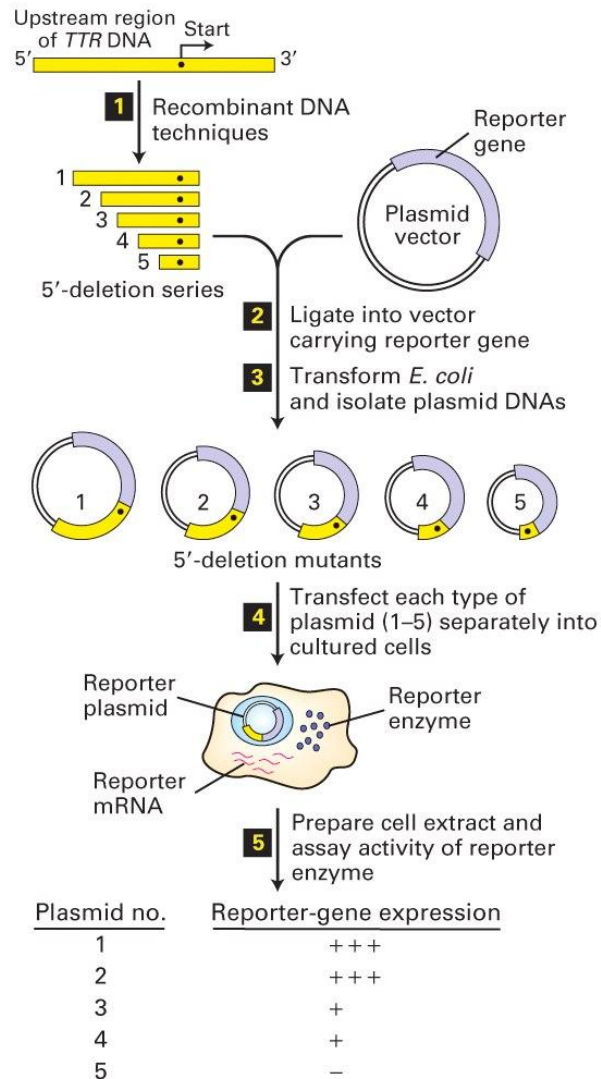 Upstream region
of TTR DNA
Start
5′
3′
1 Recombinant DNA
techniques
Reporter
gene
Plasmid
vector
1
2
3
4
5
5′-deletion series
2 Ligate into vector
carrying reporter gene
3 Transform E. coli
and isolate plasmid DNAs
1 2 3 4 5
5′-deletion mutants
4 Transfect each type of
plasmid (1–5) separately into
cultured cells
Reporter
plasmid
Reporter
enzyme
Reporter
mRNA
5 Prepare cell extract and
assay activity of reporter
enzyme
Plasmid no. Reporter-gene expression
1 +++
2 +++
3 +
4 +
5 −